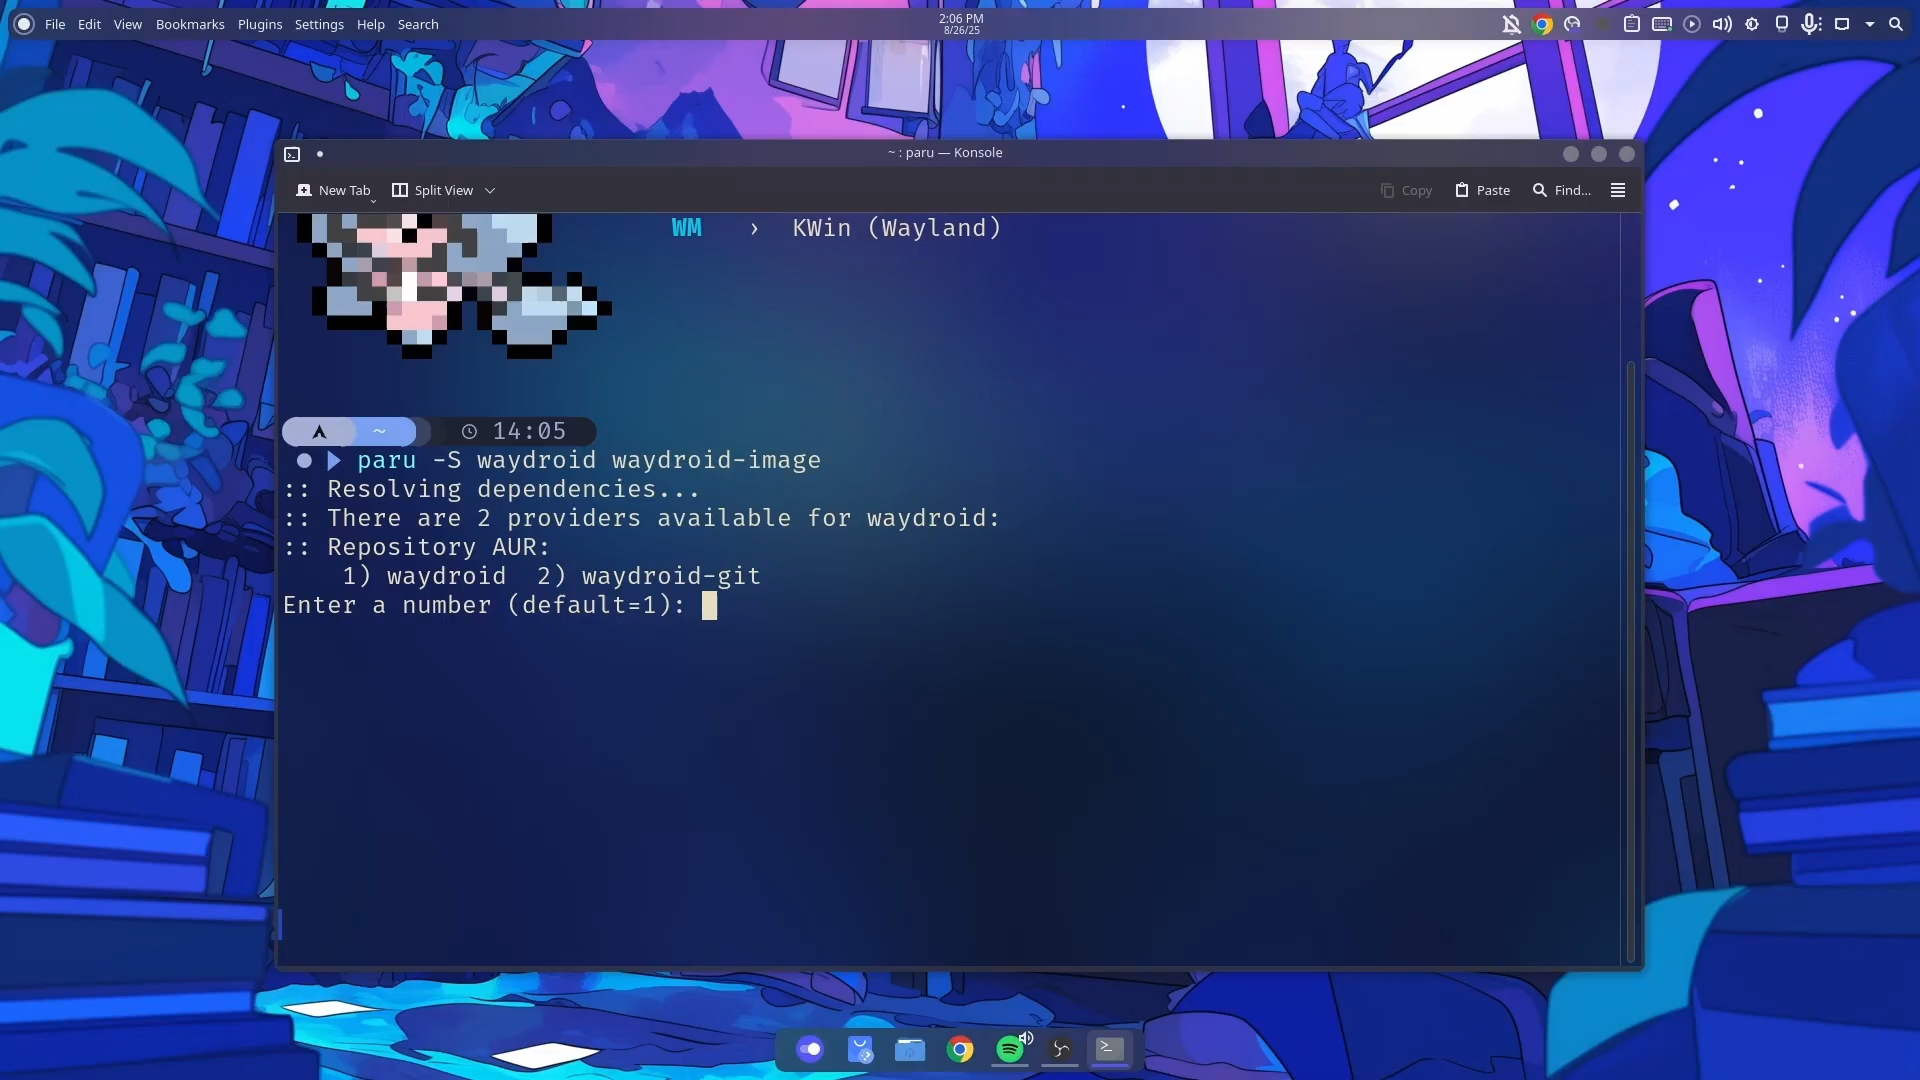 File Edit View Bookmarks Plugins Settings Help Search
2:06 PM
8/26/25
~ : paru — Konsole
New Tab Split View Copy Paste Find...
WM › KWin (Wayland)
~ 14:05
paru -S waydroid waydroid-image
:: Resolving dependencies...
:: There are 2 providers available for waydroid:
:: Repository AUR:
1) waydroid 2) waydroid-git
Enter a number (default=1):